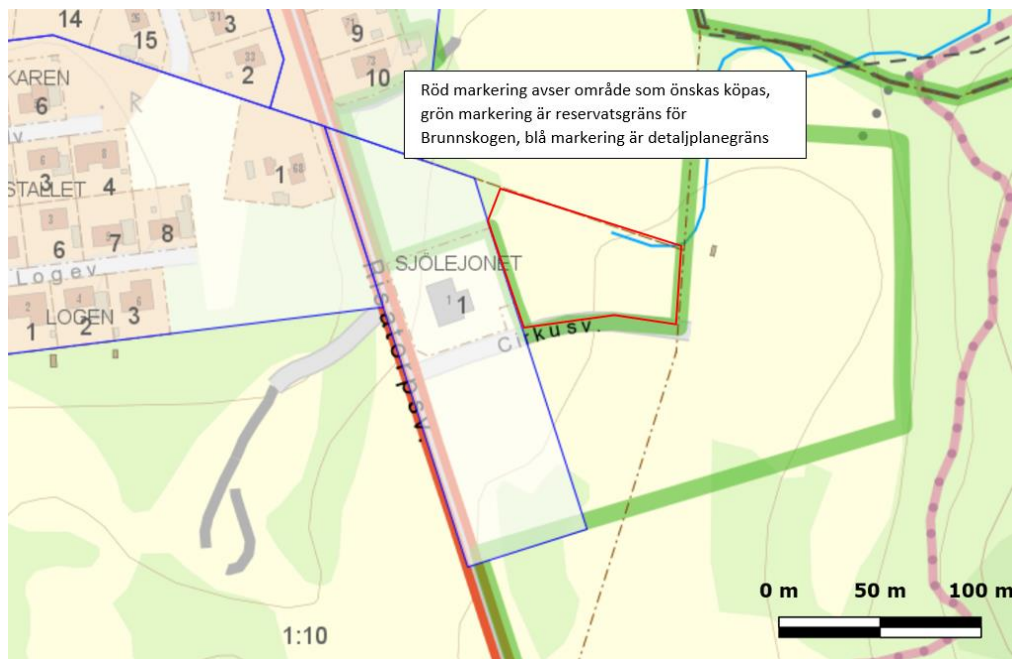 14
15
3
2
9
10
KAREN
6
Röd markering avser område som önskas köpas,
grön markering är reservatsgräns för
Brunnskogen, blå markering är detaljplanegräns
3
4
1
68
STALLET
6
7
8
Logev
SJÖLEJONET
1
LOGEN
1
2
3
Cirkusv.
0 m 50 m 100 m
1:10